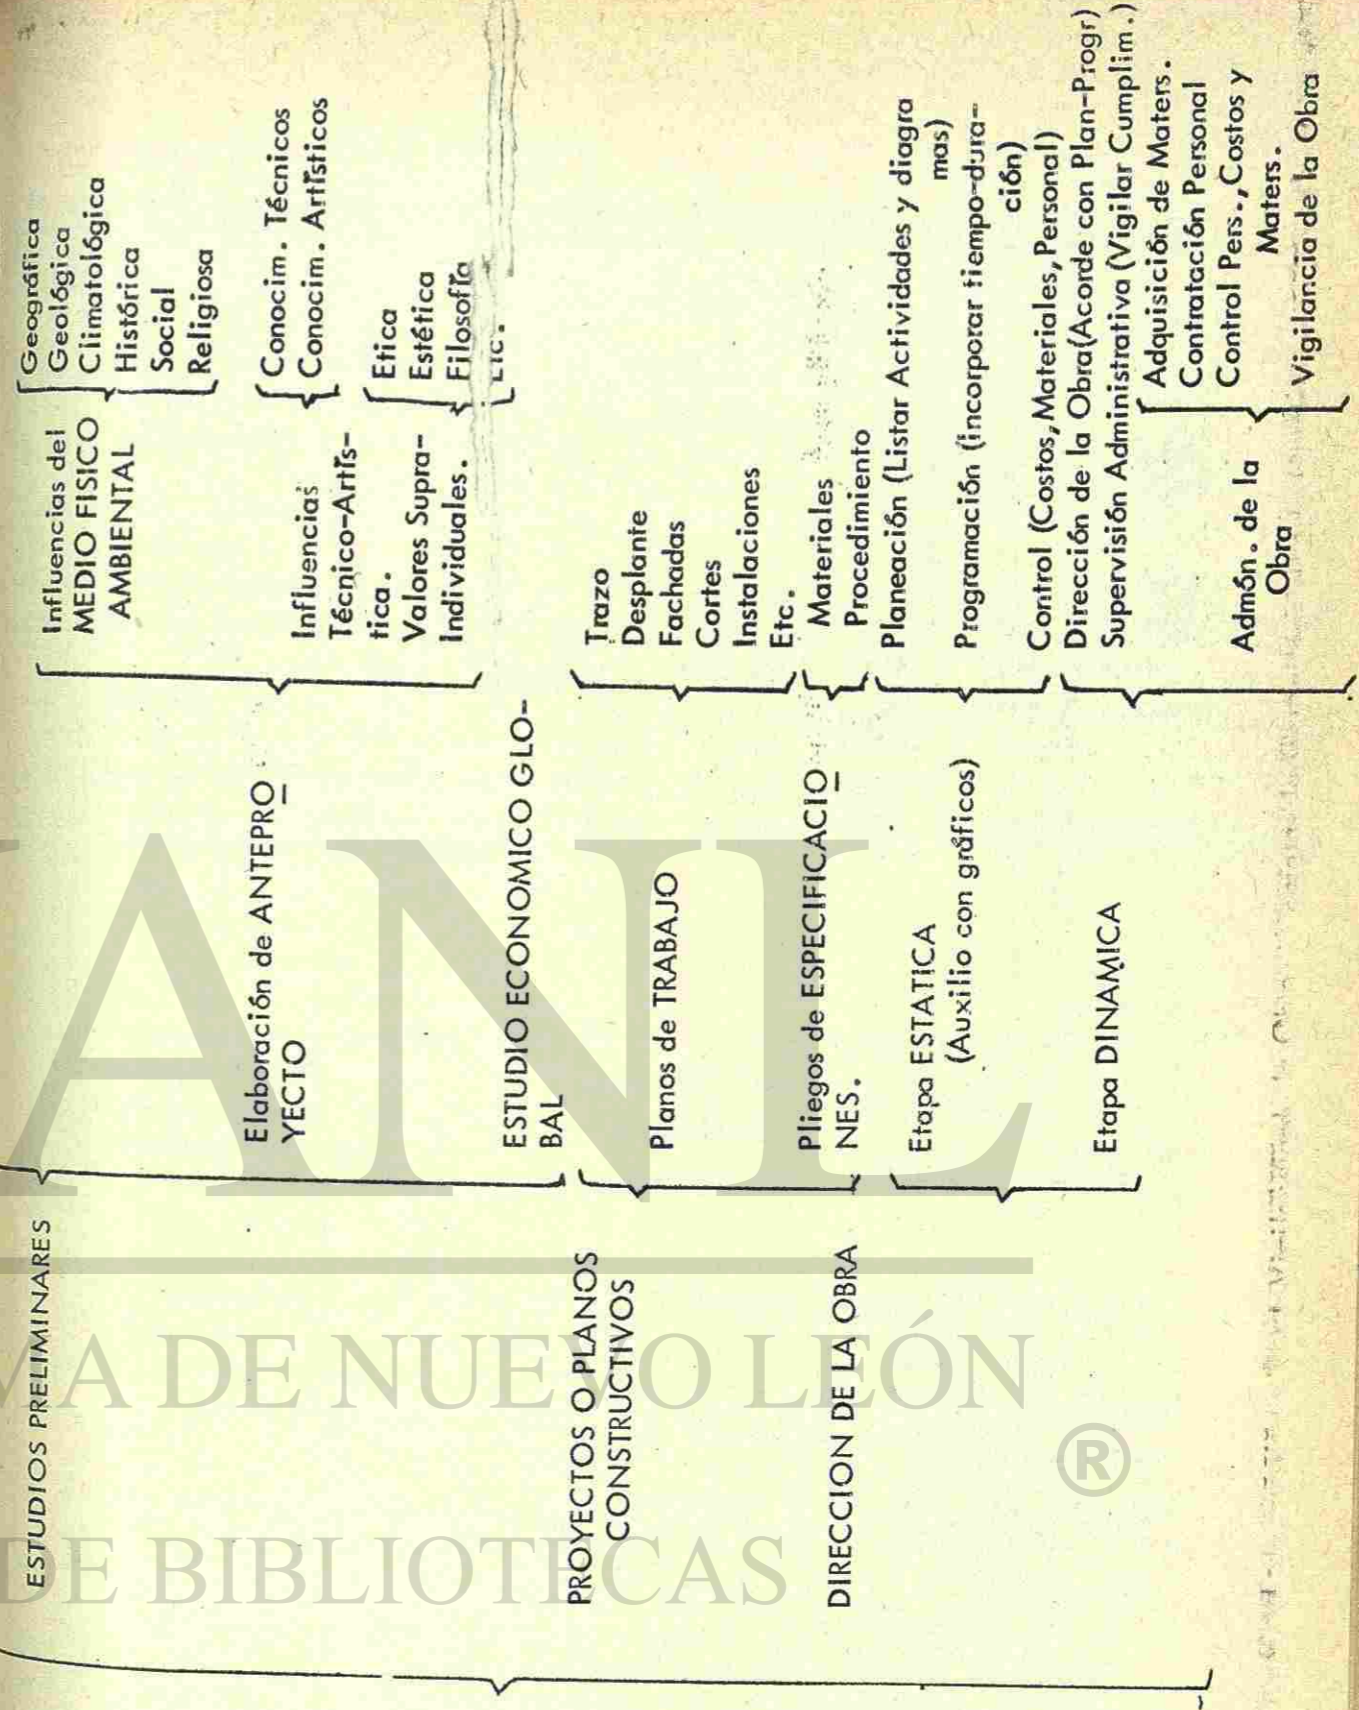 ESTUDIOS PRELIMINARES
Elaboración de ANTEPRO
YECTO
Influencias del
MEDIO FISICO
AMBIENTAL
Geográfica
Geológica
Climatológica
Histórica
Social
Religiosa
Influencias
Técnico-Artís-
tica.
Conocim. Técnicos
Conocim. Artísticos
Valores Supra-
Individuales.
Etica
Estética
Filosofía
Etc.
ESTUDIO ECONOMICO GLO-
BAL
PROYECTOS O PLANOS
CONSTRUCTIVOS
Planos de TRABAJO
Trazo
Desplante
Fachadas
Cortes
Instalaciones
Etc.
Pliegos de ESPECIFICACIO
NES.
Materiales
Procedimiento
DIRECCION DE LA OBRA
Etapa ESTATICA
(Auxilio con gráficos)
Planeación (Listar Actividades y diagra
mas)
Programación (incorporar tiempo-dura-
ción)
Control (Costos, Materiales, Personal)
Etapa DINAMICA
Dirección de la Obra(Acorde con Plan-Progr)
Supervisión Administrativa (Vigilar Cumplim.)
Admón. de la
Obra
Adquisición de Maters.
Contratación Personal
Control Pers., Costos y
Maters.
Vigilancia de la Obra
ANL
MA DE NUEVO LEÓN
®
DE BIBLIOTECAS